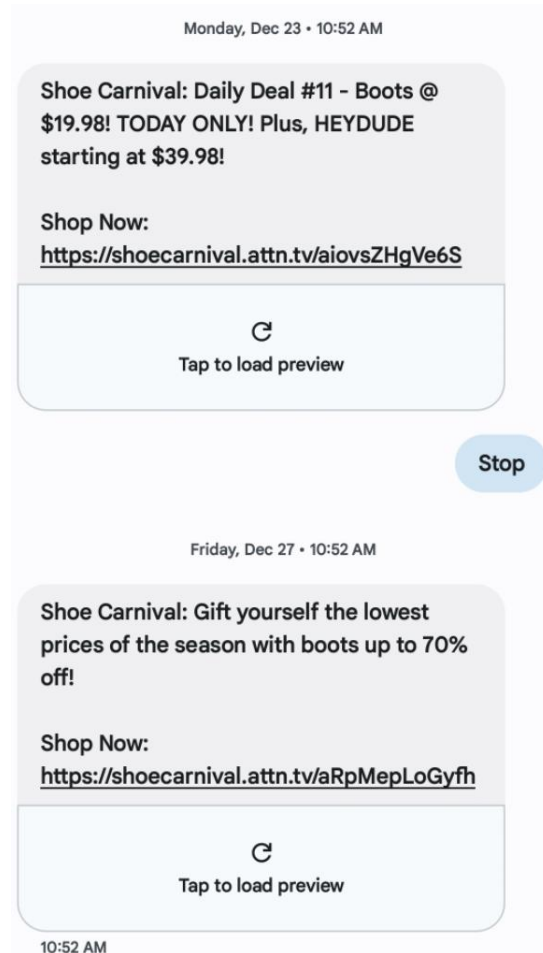 Monday, Dec 23 • 10:52 AM
Shoe Carnival: Daily Deal #11 - Boots @
$19.98! TODAY ONLY! Plus, HEYDUDE
starting at $39.98!
Shop Now:
https://shoecarnival.attn.tv/aiovsZHgVe6S
Tap to load preview
Stop
Friday, Dec 27 • 10:52 AM
Shoe Carnival: Gift yourself the lowest
prices of the season with boots up to 70%
off!
Shop Now:
https://shoecarnival.attn.tv/aRpMepLoGyfh
Tap to load preview
10:52 AM